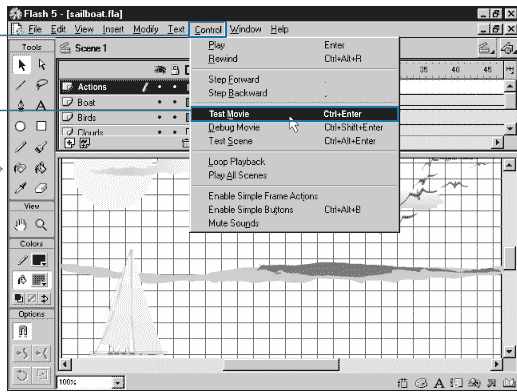 Flash 5 - [sailboat.fla]
File Edit View Insert Modify Text Control Window Help
Tools
Scene 1
Play Enter
Rewind Ctrl+Alt+R
Step Forward .
Step Backward ,
Test Movie Ctrl+Enter
Debug Movie Ctrl+Shift+Enter
Test Scene Ctrl+Alt+Enter
Loop Playback
Play All Scenes
Enable Simple Frame Actions
Enable Simple Buttons Ctrl+Alt+B
Mute Sounds
35 40 45
Actions
Boat
Birds
Clouds
View
Colors
Options
100%